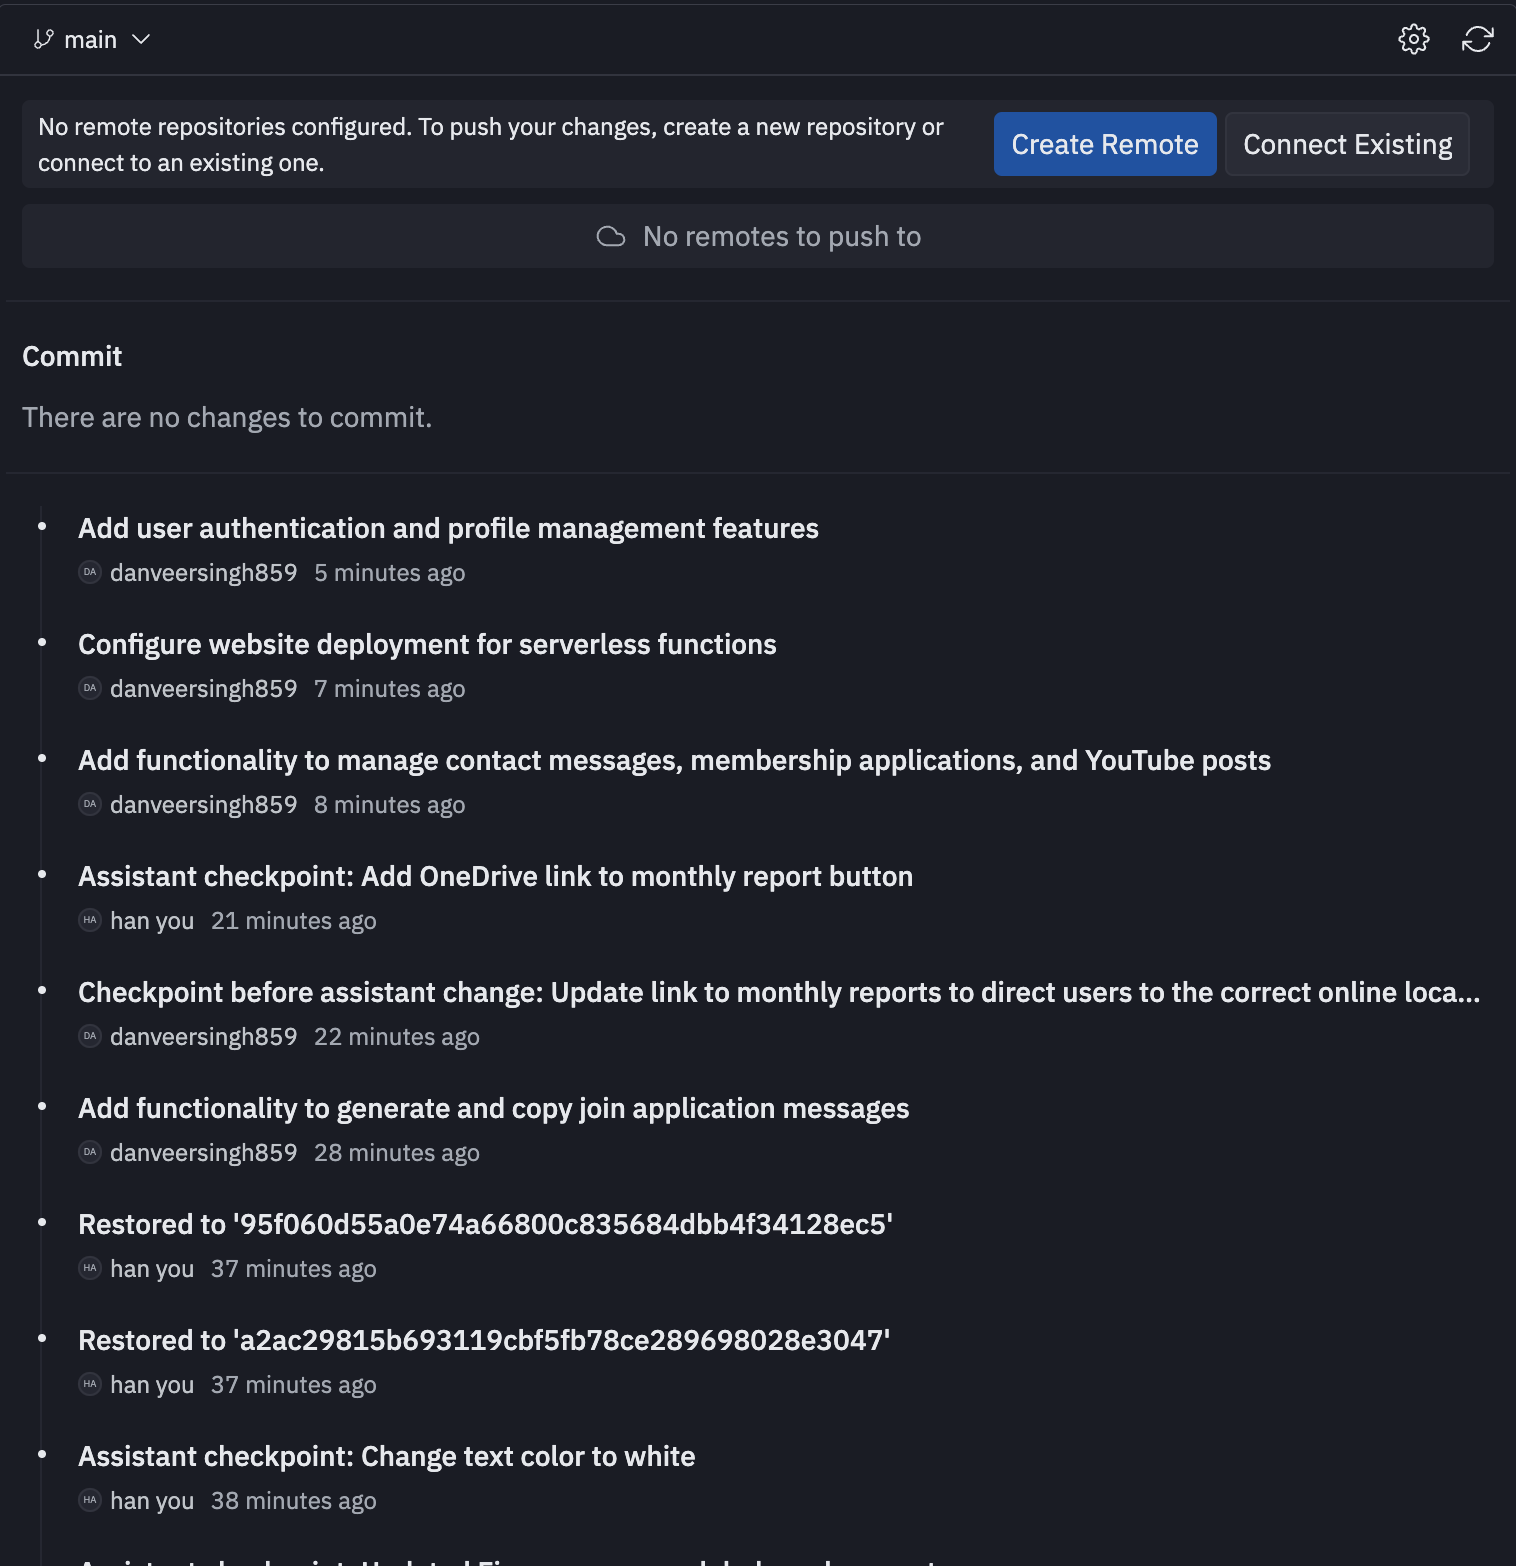 main
No remote repositories configured. To push your changes, create a new repository or
connect to an existing one.
Create Remote
Connect Existing
No remotes to push to
Commit
There are no changes to commit.
Add user authentication and profile management features
DA danveersingh859 5 minutes ago
Configure website deployment for serverless functions
DA danveersingh859 7 minutes ago
Add functionality to manage contact messages, membership applications, and YouTube posts
DA danveersingh859 8 minutes ago
Assistant checkpoint: Add OneDrive link to monthly report button
HA han you 21 minutes ago
Checkpoint before assistant change: Update link to monthly reports to direct users to the correct online loca...
DA danveersingh859 22 minutes ago
Add functionality to generate and copy join application messages
DA danveersingh859 28 minutes ago
Restored to '95f060d55a0e74a66800c835684dbb4f34128ec5'
HA han you 37 minutes ago
Restored to 'a2ac29815b693119cbf5fb78ce289698028e3047'
HA han you 37 minutes ago
Assistant checkpoint: Change text color to white
HA han you 38 minutes ago
Assistant checkpoint: Updated